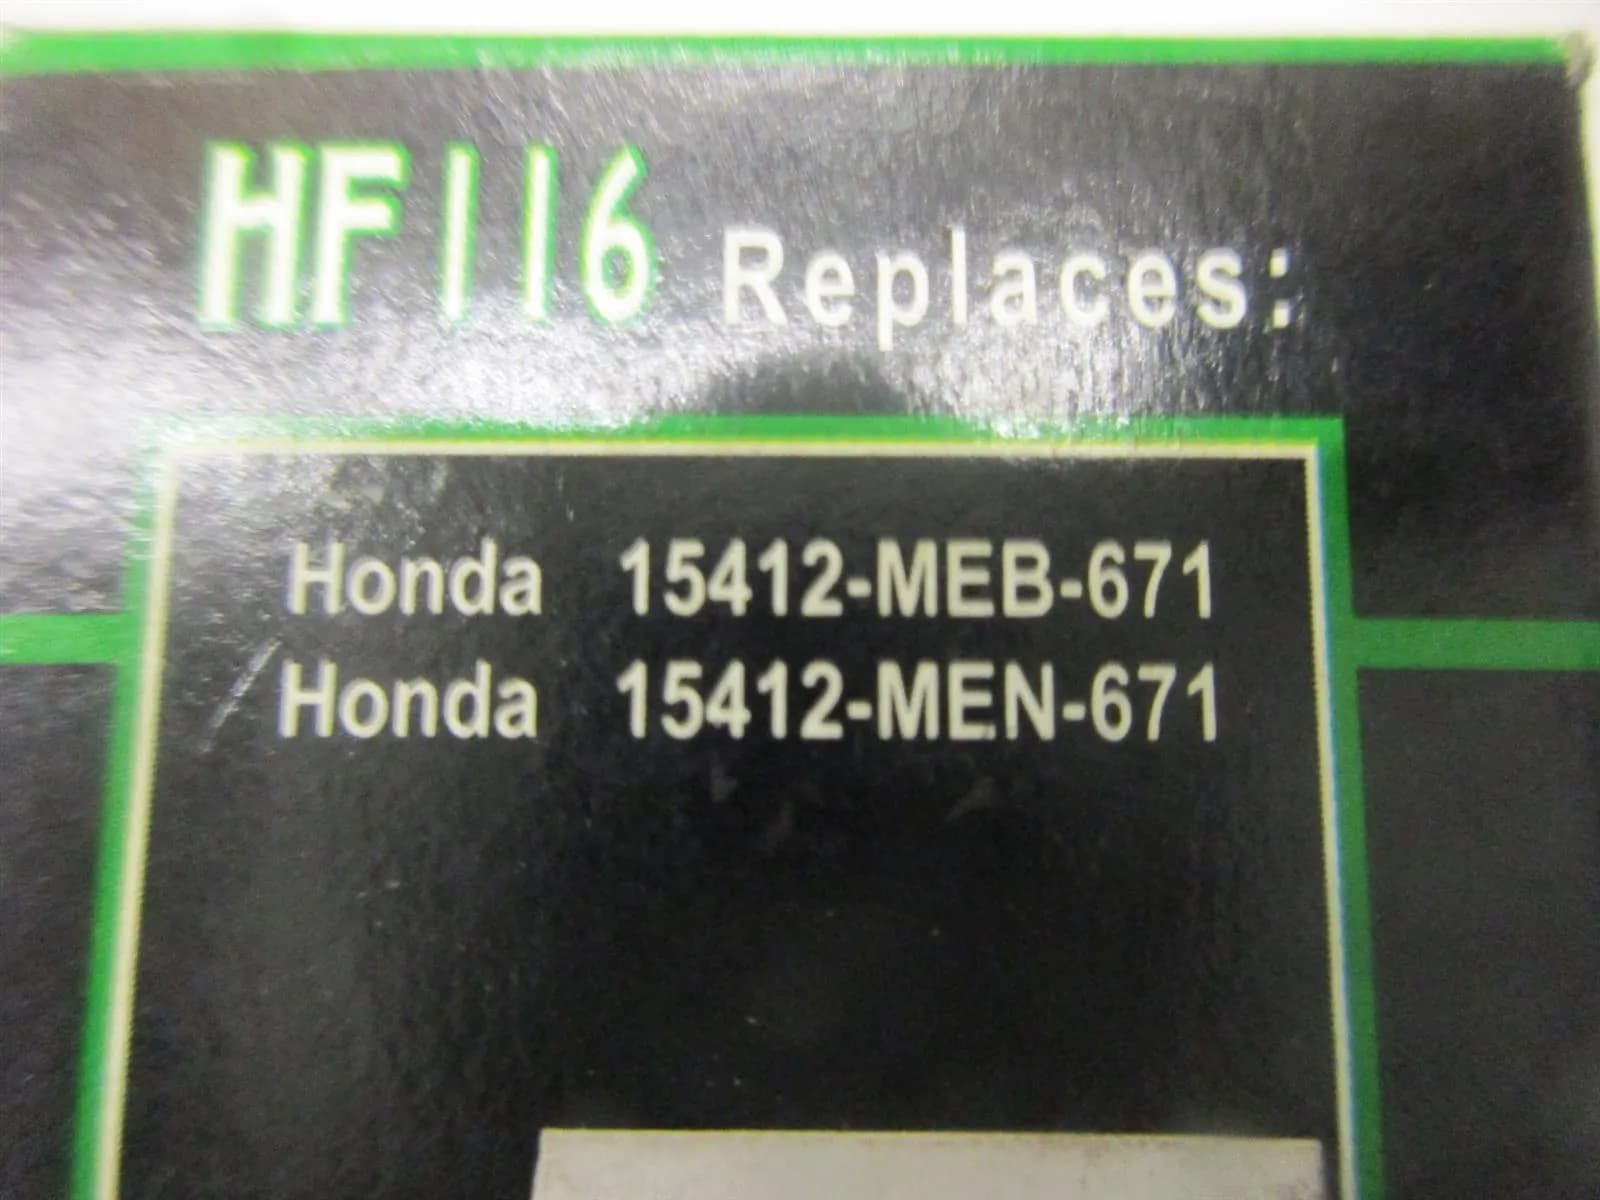 HF116 Replaces:
Honda 15412-MEB-671
Honda 15412-MEN-671